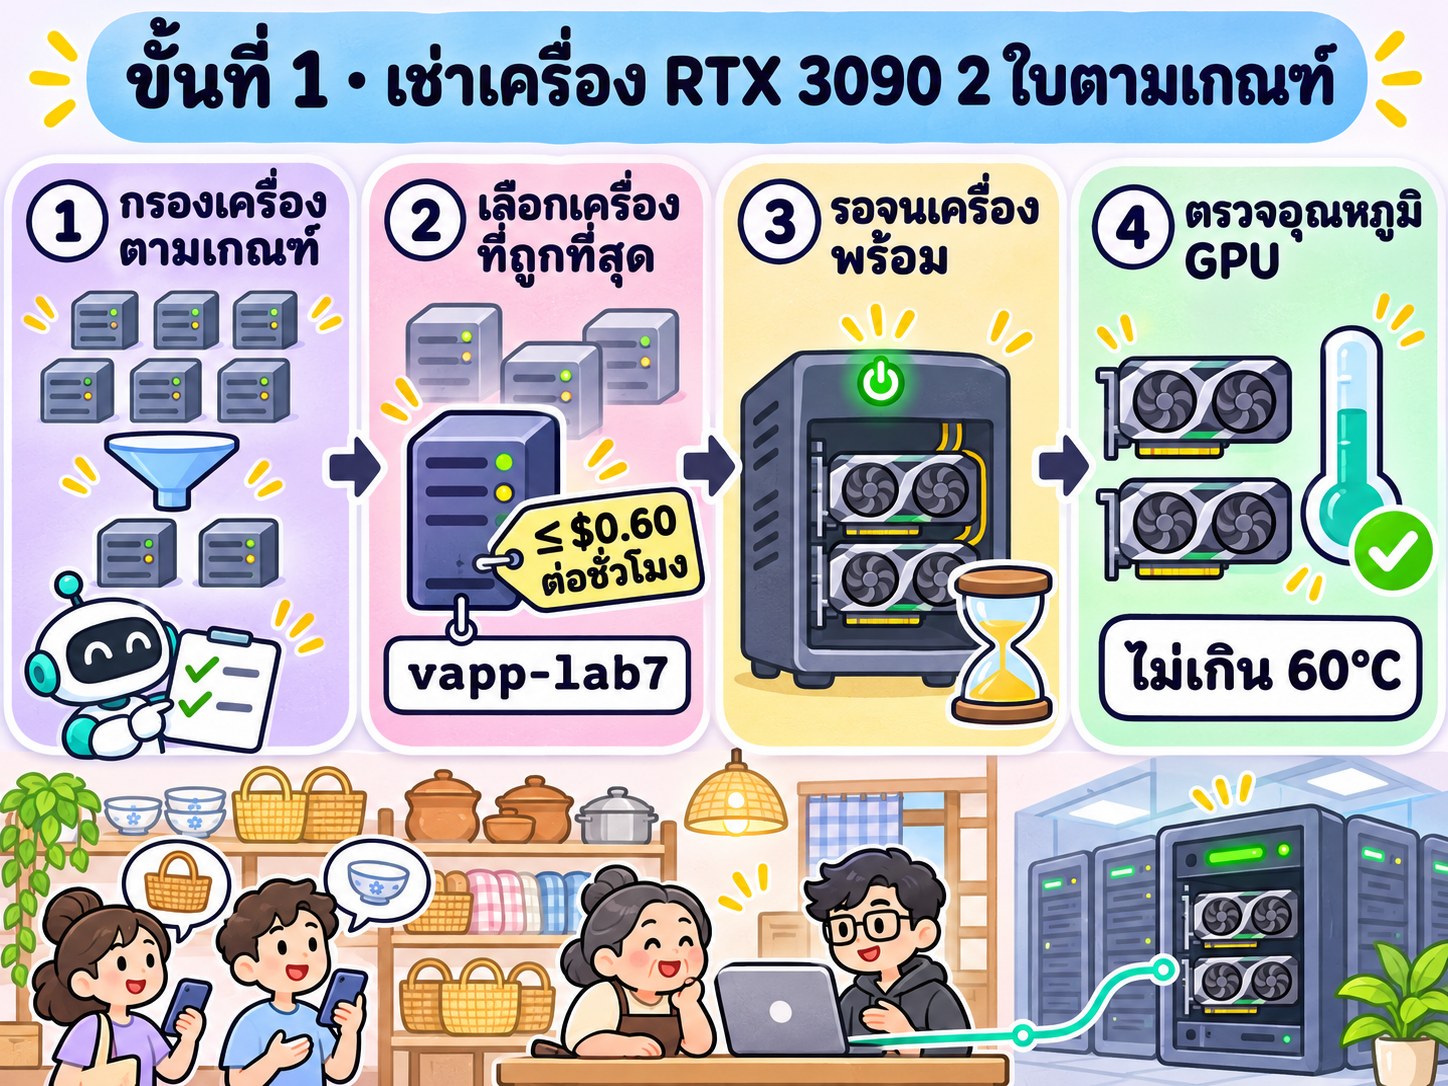 ขั้นที่ 1 · เช่าเครื่อง RTX 3090 2 ใบตามเกณฑ์
1 กรองเครื่อง
ตามเกณฑ์
2 เลือกเครื่อง
ที่ถูกที่สุด
≤ $0.60
ต่อชั่วโมง
vapp-lab7
3 รอจนเครื่อง
พร้อม
4 ตรวจอุณหภูมิ
GPU
ไม่เกิน 60°C